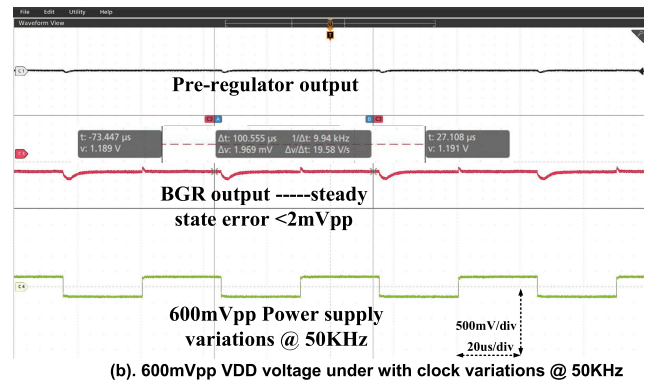 File Edit Utility Help
Waveform View
T
C1
Pre-regulator output
C3 A
B C3
t: -73.447 µs
v: 1.189 V
Δt: 100.555 µs 1/Δt: 9.94 kHz
Δv: 1.969 mV Δv/Δt: 19.58 V/s
t: 27.108 µs
v: 1.191 V
BGR output -----steady
state error <2mVpp
C4
600mVpp Power supply
variations @ 50KHz
500mV/div
20us/div
(b). 600mVpp VDD voltage under with clock variations @ 50KHz